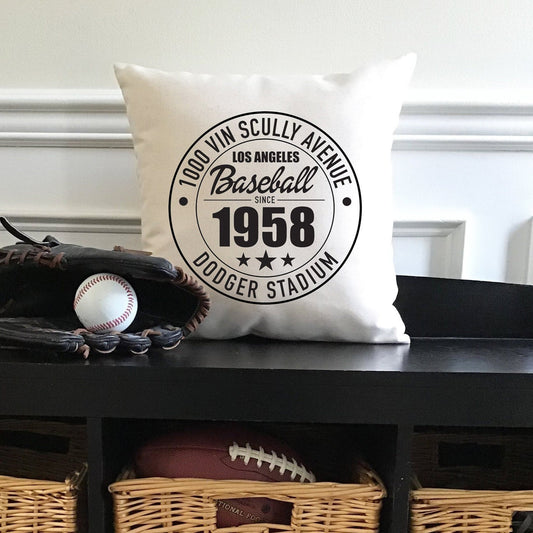 1000 VIN SCULLY AVENUE
LOS ANGELES
Baseball
SINCE
1958
DODGER STADIUM